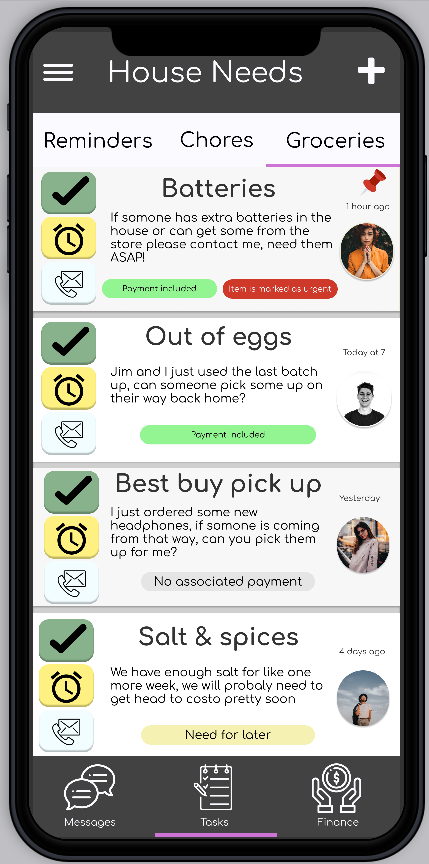 House Needs
Reminders
Chores
Groceries
Batteries
1 hour ago
If somone has extra batteries in the
house or can get some from the
store please contact me, need them
ASAP!
Payment included
Item is marked as urgent
Out of eggs
Today at 7
Jim and I just used the last batch
up, can someone pick some up on
their way back home?
Payment included
Best buy pick up
Yesterday
I just ordered some new
headphones, if somone is coming
from that way, can you pick them
up for me?
No associated payment
Salt & spices
4 days ago
We have enough salt for like one
more week, we will probaly need to
get head to costo pretty soon
Need for later
Messages
Tasks
Finance